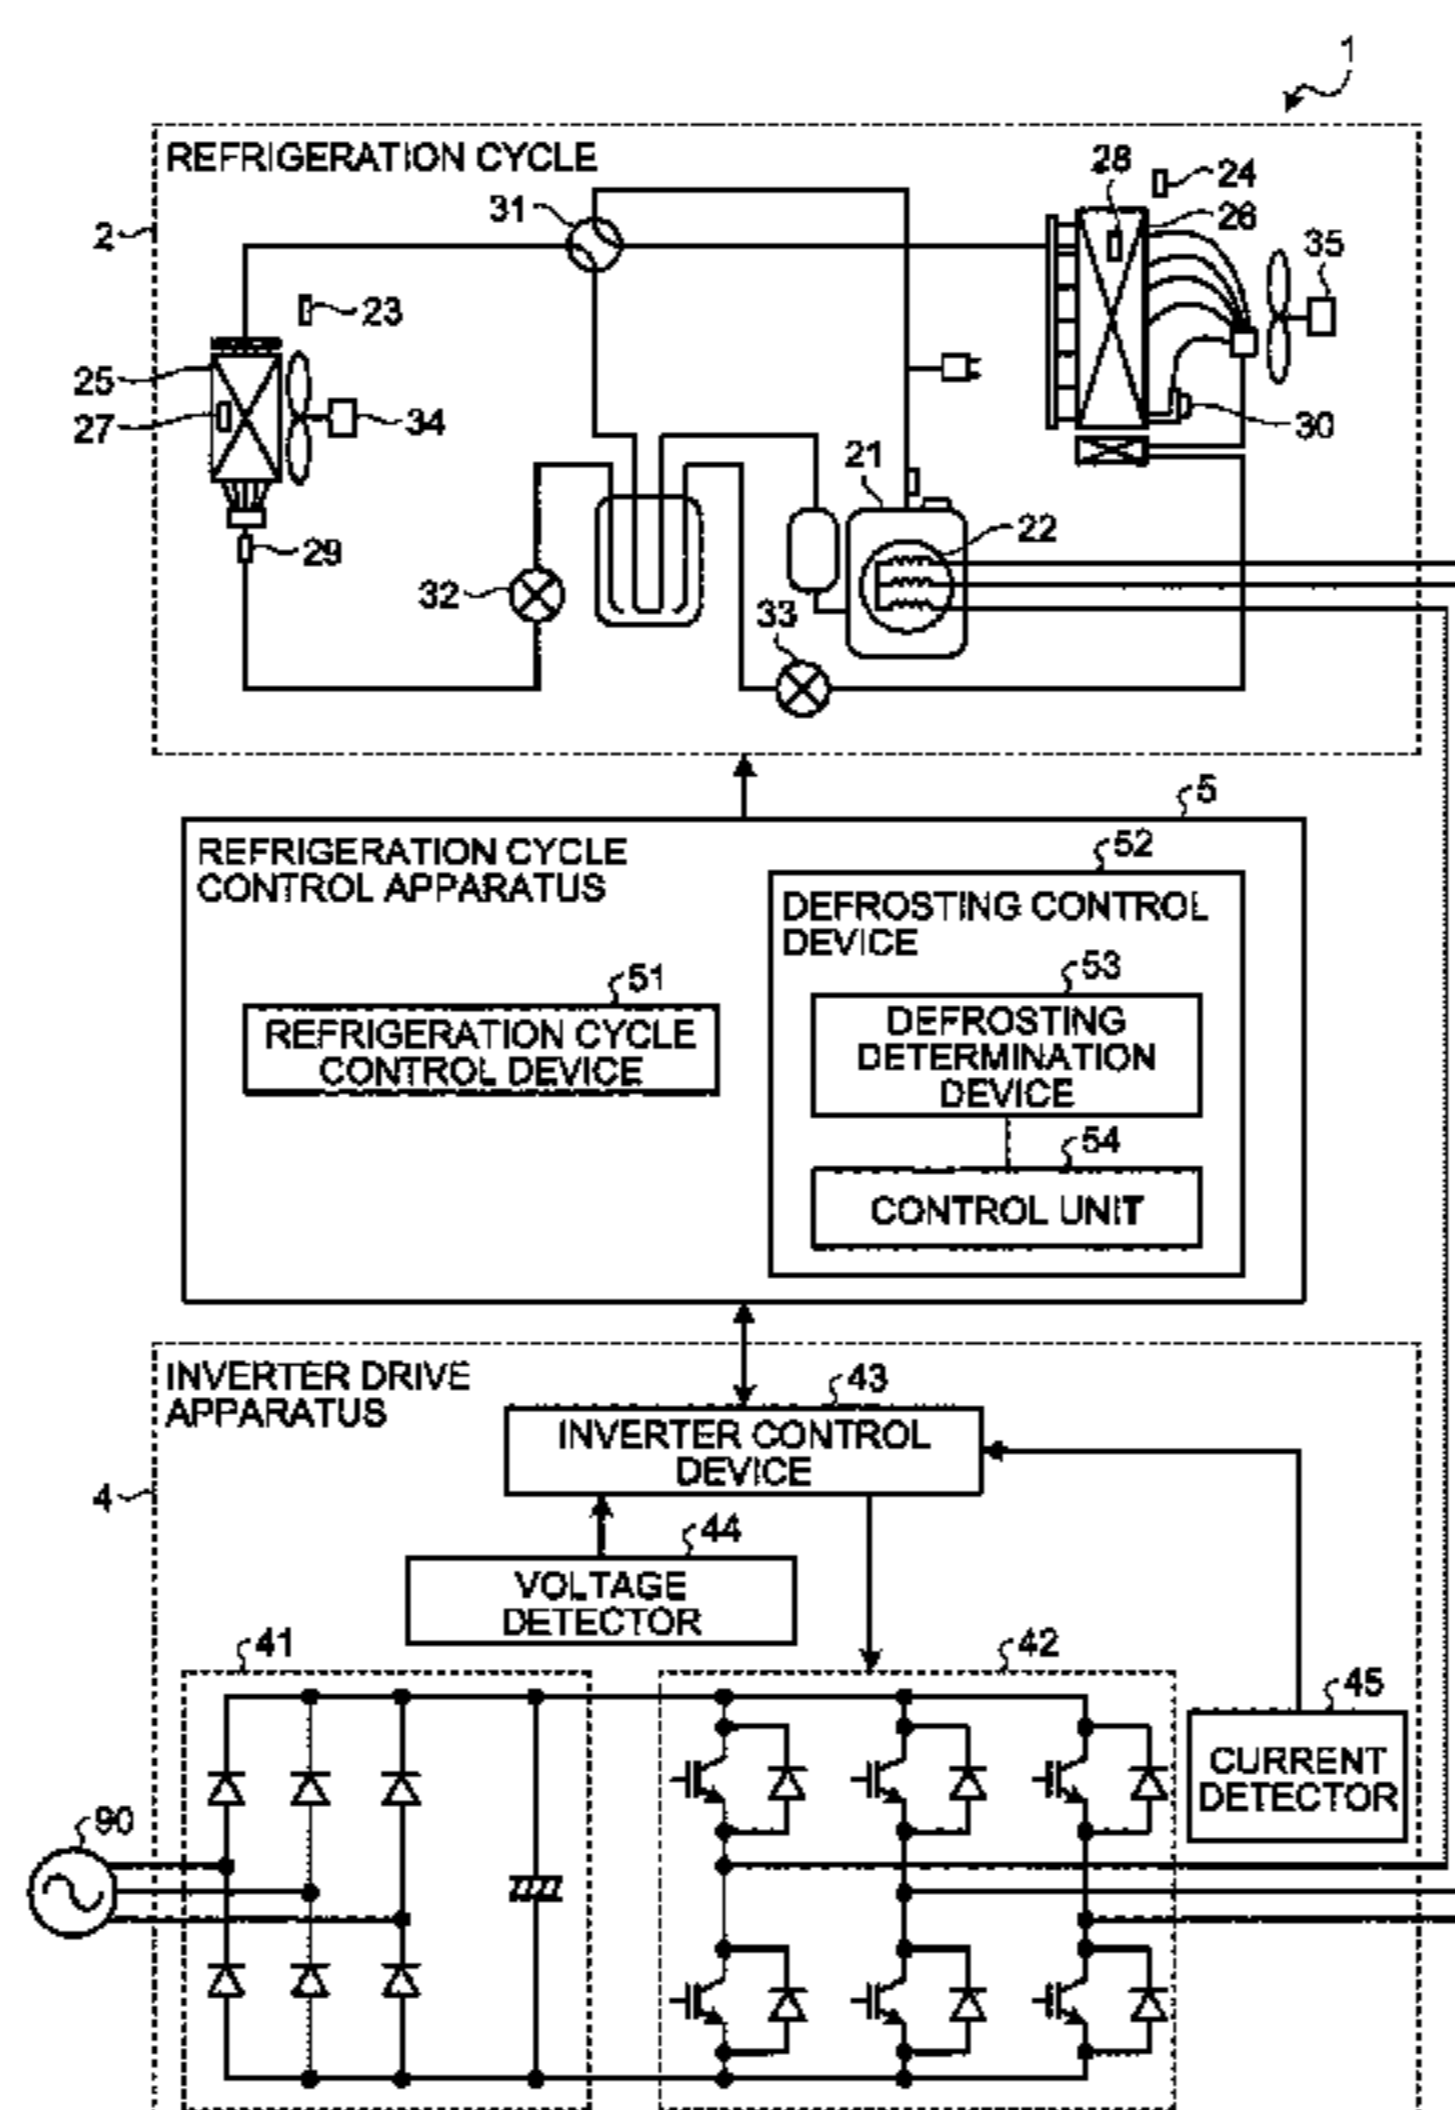 1
REFRIGERATION CYCLE
28
24
31
26
2
35
23
25
27
34
30
21
22
29
32
33
5
REFRIGERATION CYCLE
CONTROL APPARATUS
52
DEFROSTING CONTROL
DEVICE
51
53
REFRIGERATION CYCLE
CONTROL DEVICE
DEFROSTING
DETERMINATION
DEVICE
54
CONTROL UNIT
INVERTER DRIVE
APPARATUS
43
INVERTER CONTROL
DEVICE
4
44
VOLTAGE
DETECTOR
41
42
45
CURRENT
DETECTOR
90